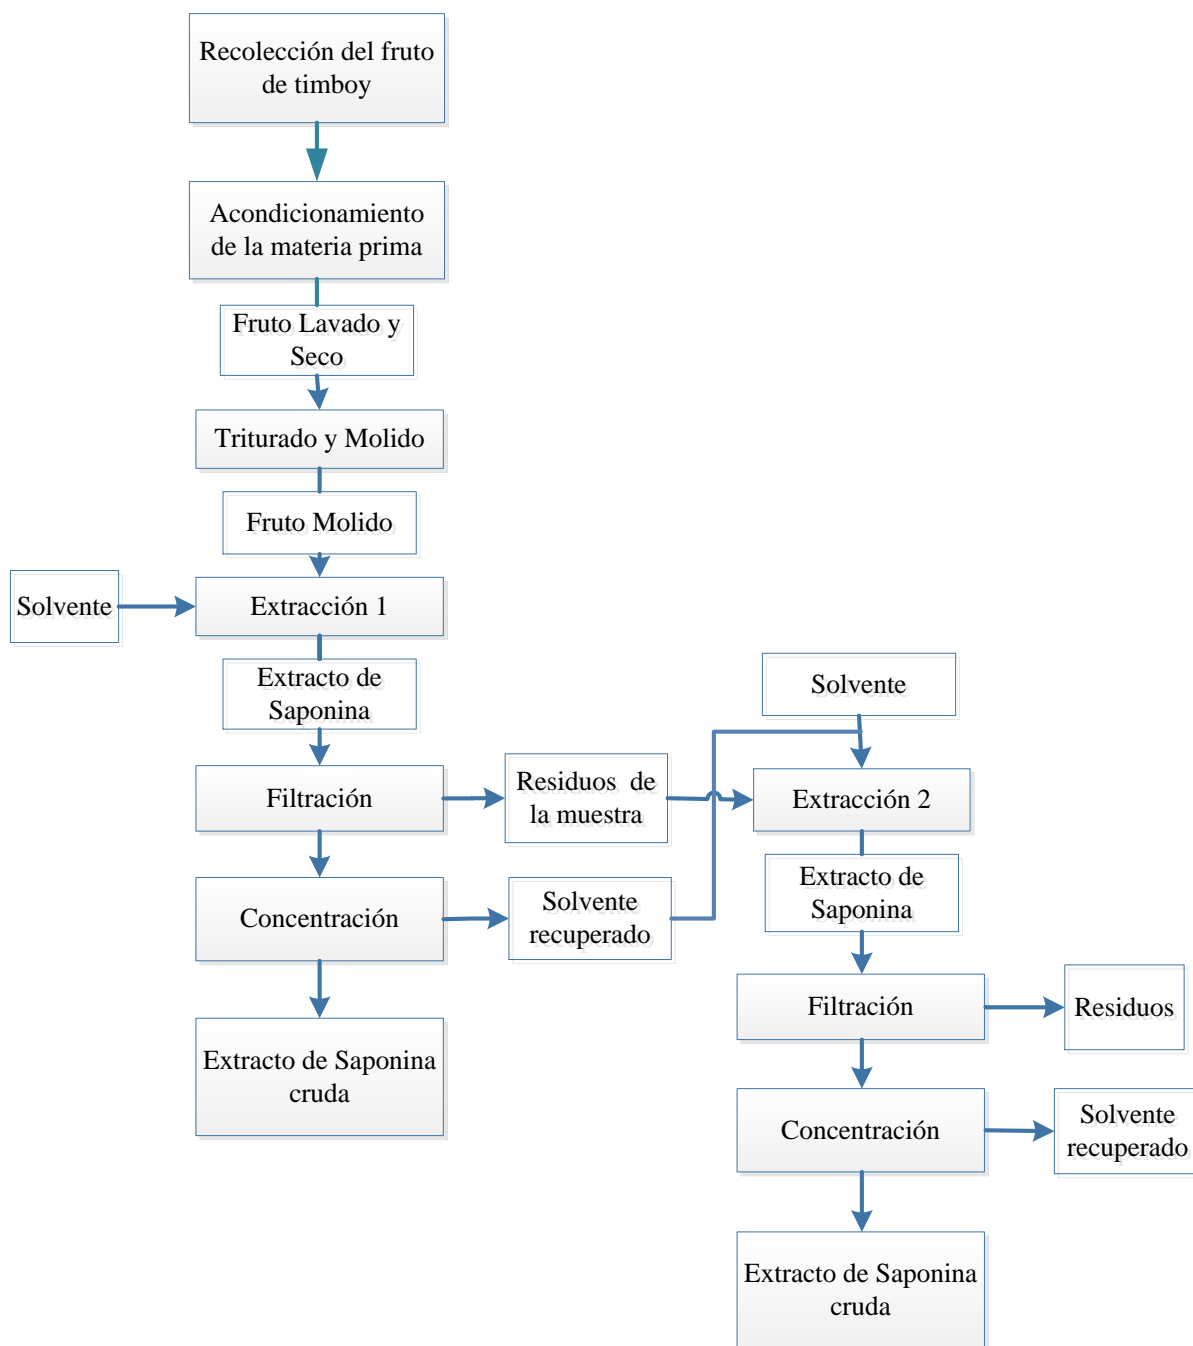 Recolección del fruto
de timboy
Acondicionamiento
de la materia prima
Fruto Lavado y
Seco
Triturado y Molido
Fruto Molido
Solvente
Extracción 1
Extracto de
Saponina
Filtración
Residuos de
la muestra
Concentración
Solvente
recuperado
Extracto de Saponina
cruda
Solvente
Extracción 2
Extracto de
Saponina
Filtración
Residuos
Concentración
Solvente
recuperado
Extracto de Saponina
cruda